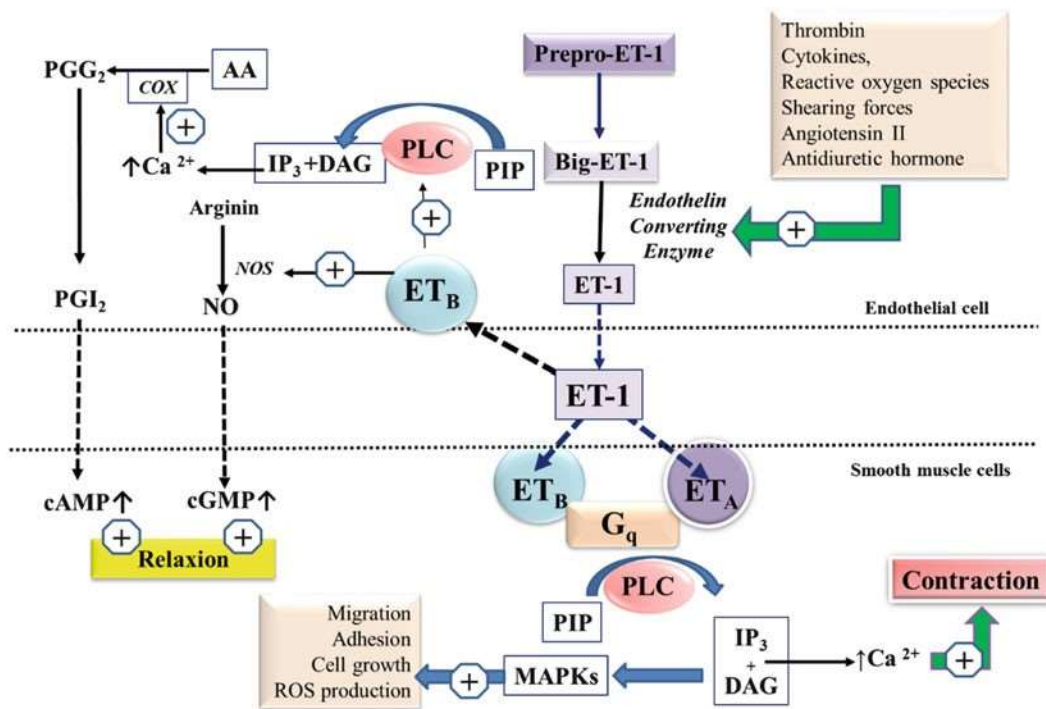 Thrombin
Cytokines,
Reactive oxygen species
Shearing forces
Angiotensin II
Antidiuretic hormone
Prepro-ET-1
PGG2
AA
COX
+
PLC
IP3+DAG
PIP
↑Ca 2+
Big-ET-1
Endothelin
Converting
Enzyme
+
Arginin
+
NOS
+
ETB
ET-1
PGI2
NO
Endothelial cell
ET-1
Smooth muscle cells
ETB
ETA
Gq
cAMP↑
cGMP↑
+
+
Relaxion
PLC
PIP
Contraction
Migration
Adhesion
Cell growth
ROS production
+
MAPKs
IP3
+
DAG
↑Ca 2+
+